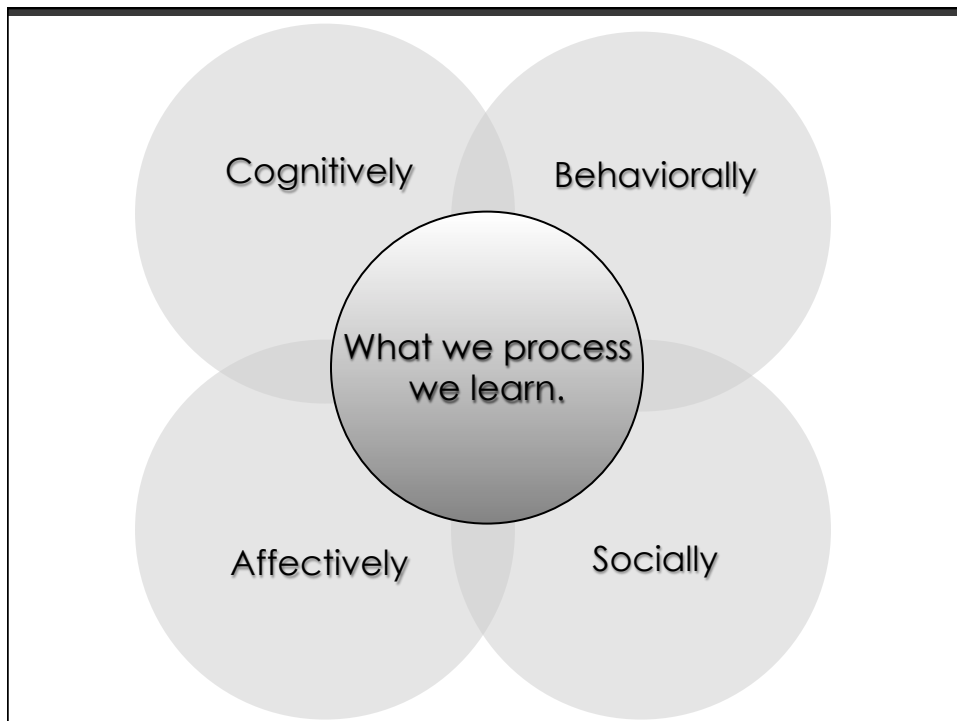 Cognitively
Behaviorally
What we process
we learn.
Affectively
Socially